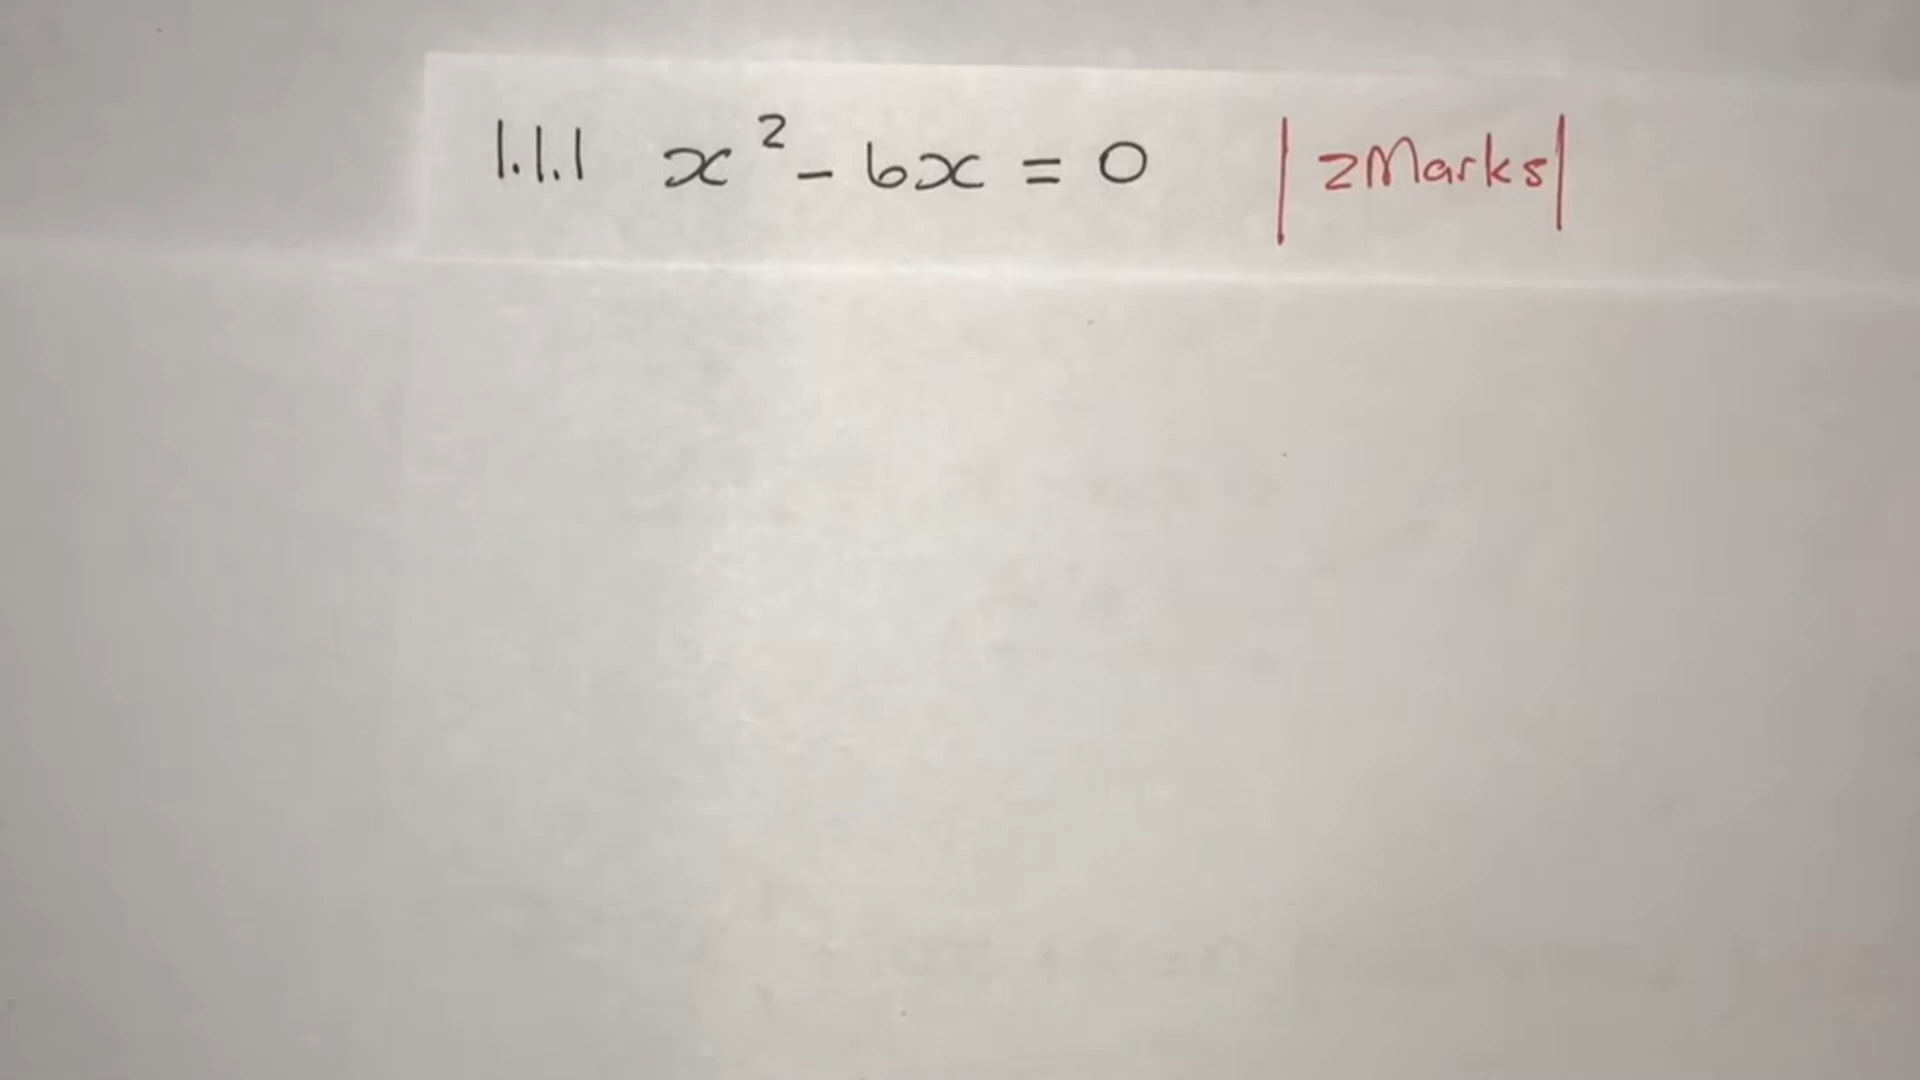 1.1.1 x² - 6x = 0 | 2Marks|